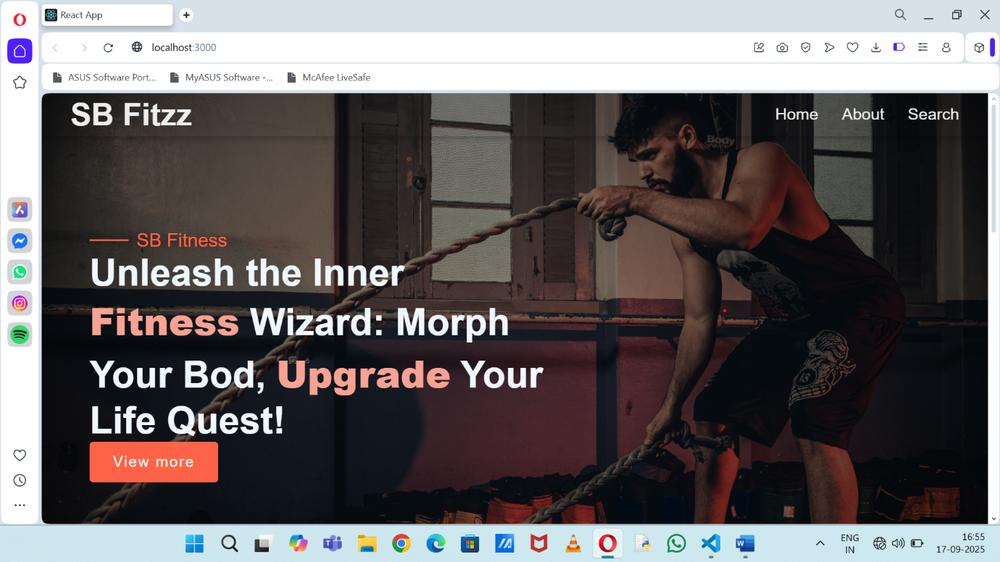 React App
localhost:3000
ASUS Software Port... MyASUS Software -... McAfee LiveSafe
SB Fitzz
Home About Search
SB Fitness
Unleash the Inner
Fitness Wizard: Morph
Your Bod, Upgrade Your
Life Quest!
View more
Body
13
ENG
IN
16:55
17-09-2025